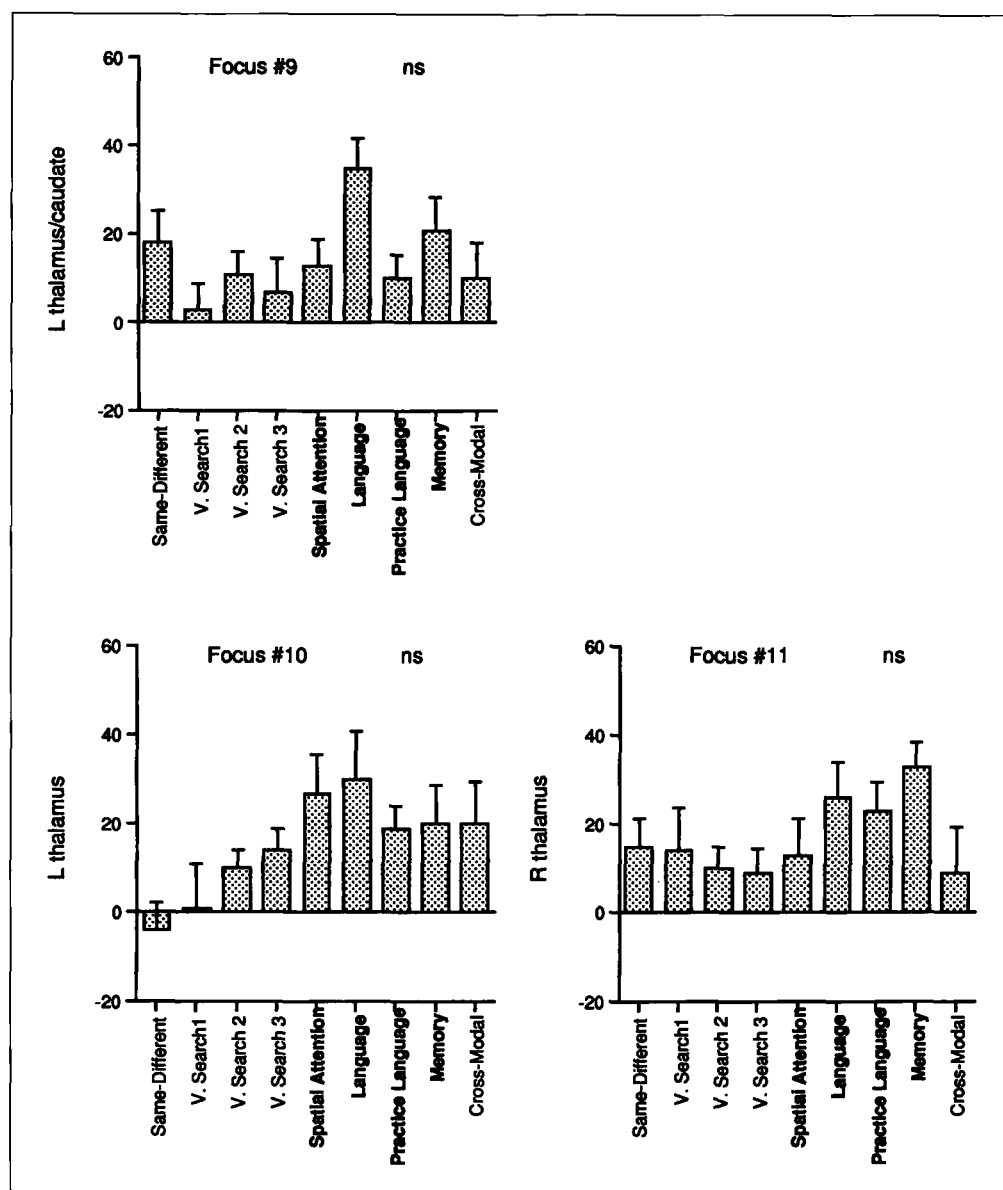 Focus #9 ns
L thalamus/caudate
60
40
20
0
-20
Same-Different
V. Search1
V. Search 2
V. Search 3
Spatial Attention
Language
Practice Language
Memory
Cross-Modal
Focus #10 ns
L thalamus
60
40
20
0
-20
Same-Different
V. Search1
V. Search 2
V. Search 3
Spatial Attention
Language
Practice Language
Memory
Cross-Modal
Focus #11 ns
R thalamus
60
40
20
0
-20
Same-Different
V. Search1
V. Search 2
V. Search 3
Spatial Attention
Language
Practice Language
Memory
Cross-Modal